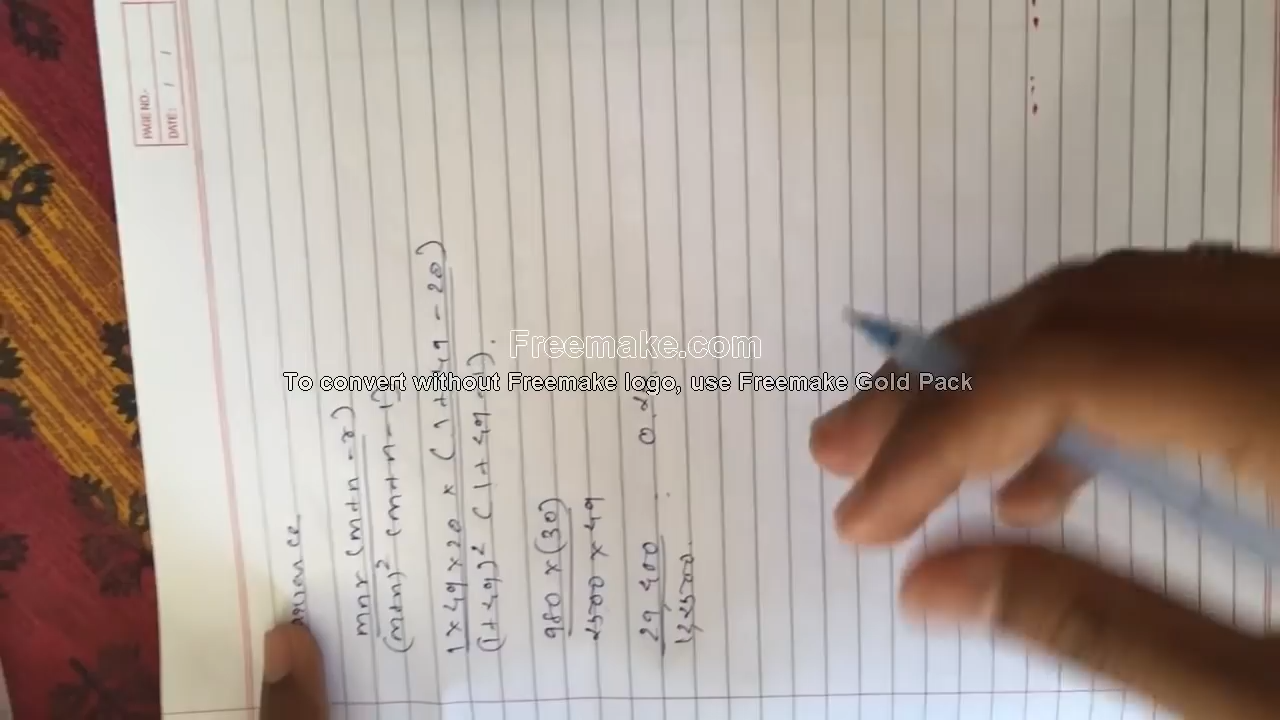 PAGE NO.-
DATE: / /
mnr (m+n-r)
(m+n)² (m+n-1)
1 x 49 x 20 x (1+49-20)
(1+49)² (1+49-1).
980 x (30)
2500 x 49
29,400
0.2
Freemake.com
To convert without Freemake logo, use Freemake Gold Pack